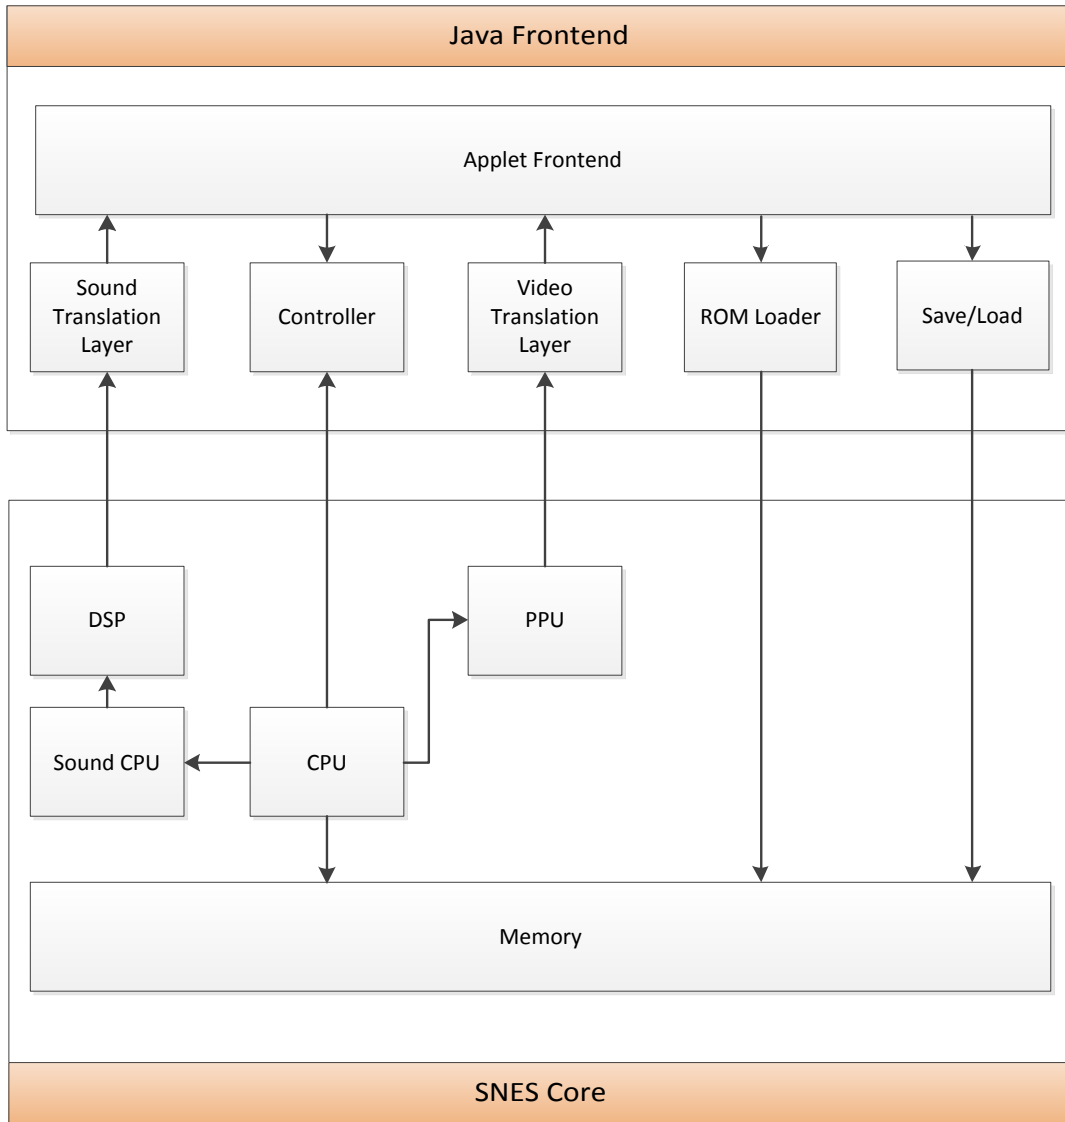 Java Frontend
Applet Frontend
Sound
Translation
Layer
Controller
Video
Translation
Layer
ROM Loader
Save/Load
DSP
PPU
Sound CPU
CPU
Memory
SNES Core